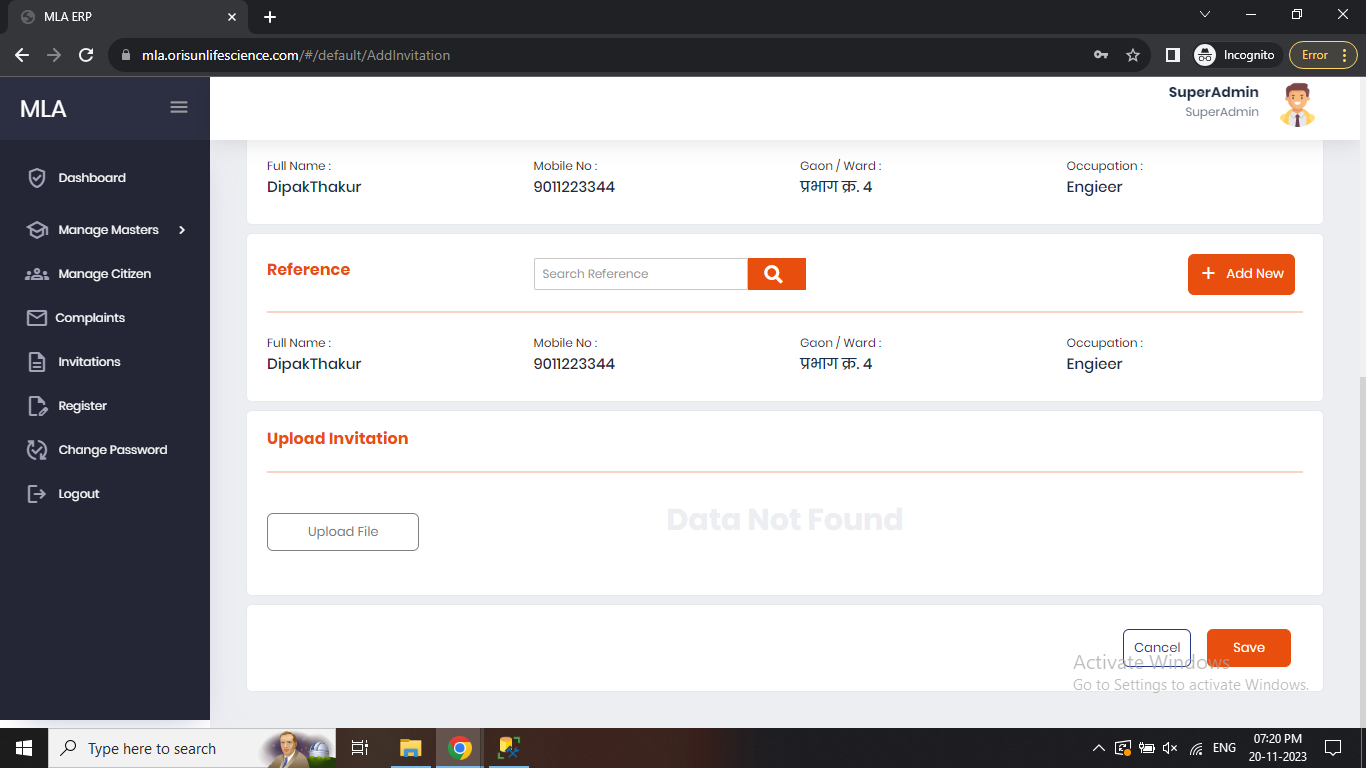 MLA ERP
mla.orisunlifescience.com/#/default/AddInvitation
Incognito
Error
MLA
SuperAdmin
SuperAdmin
Dashboard
Manage Masters
Manage Citizen
Complaints
Invitations
Register
Change Password
Logout
Full Name : Mobile No : Gaon / Ward : Occupation :
DipakThakur 9011223344 प्रभाग क्र. 4 Engieer
Reference Search Reference Add New
Full Name : Mobile No : Gaon / Ward : Occupation :
DipakThakur 9011223344 प्रभाग क्र. 4 Engieer
Upload Invitation
Data Not Found
Upload File
Cancel Save
Activate Windows
Go to Settings to activate Windows.
Type here to search
ENG
07:20 PM
20-11-2023